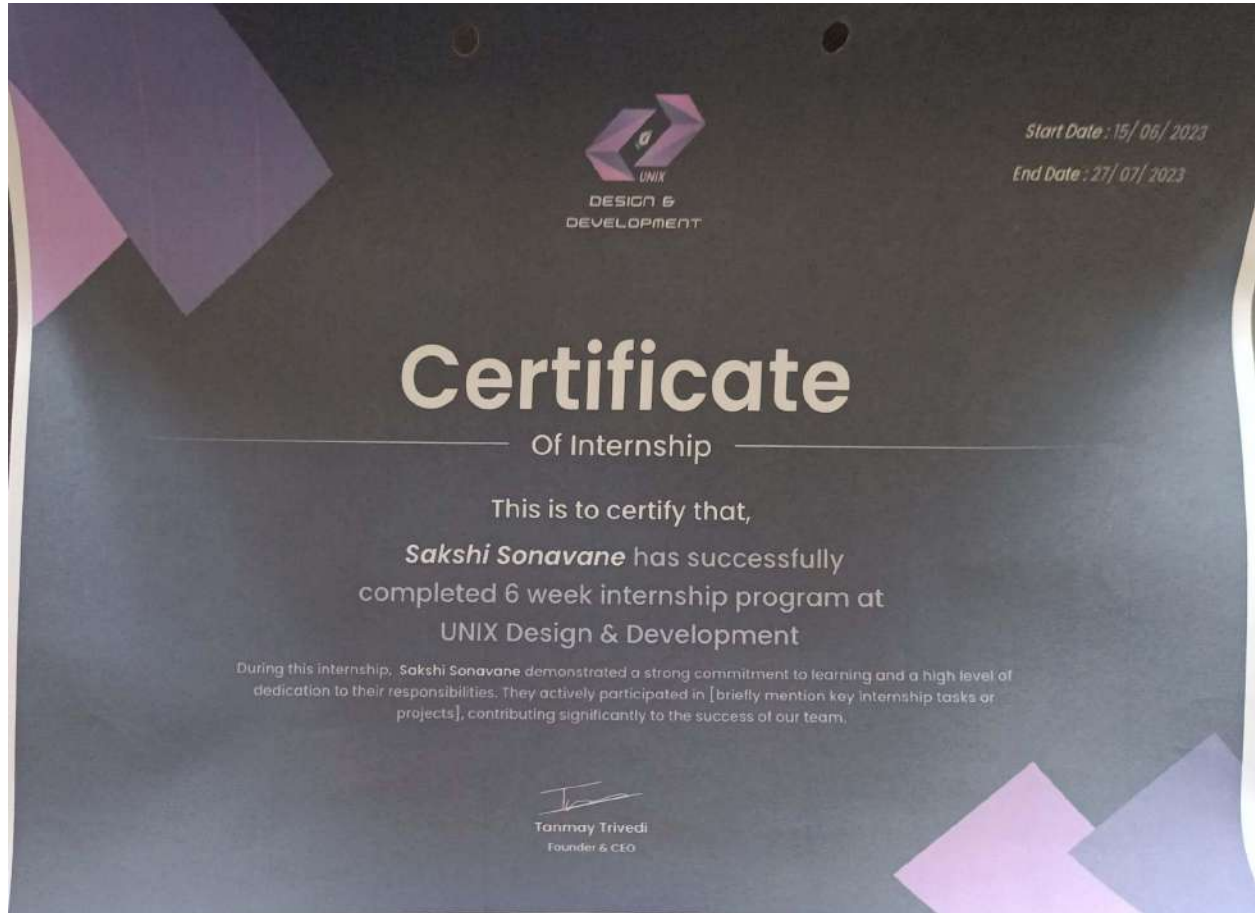 UNIX
DESIGN &
DEVELOPMENT
Start Date : 15/ 06/ 2023
End Date : 27/ 07/ 2023
Certificate
Of Internship
This is to certify that,
Sakshi Sonavane has successfully
completed 6 week internship program at
UNIX Design & Development
During this internship, Sakshi Sonavane demonstrated a strong commitment to learning and a high level of
dedication to their responsibilities. They actively participated in [briefly mention key internship tasks or
projects], contributing significantly to the success of our team.
Tanmay Trivedi
Founder & CEO